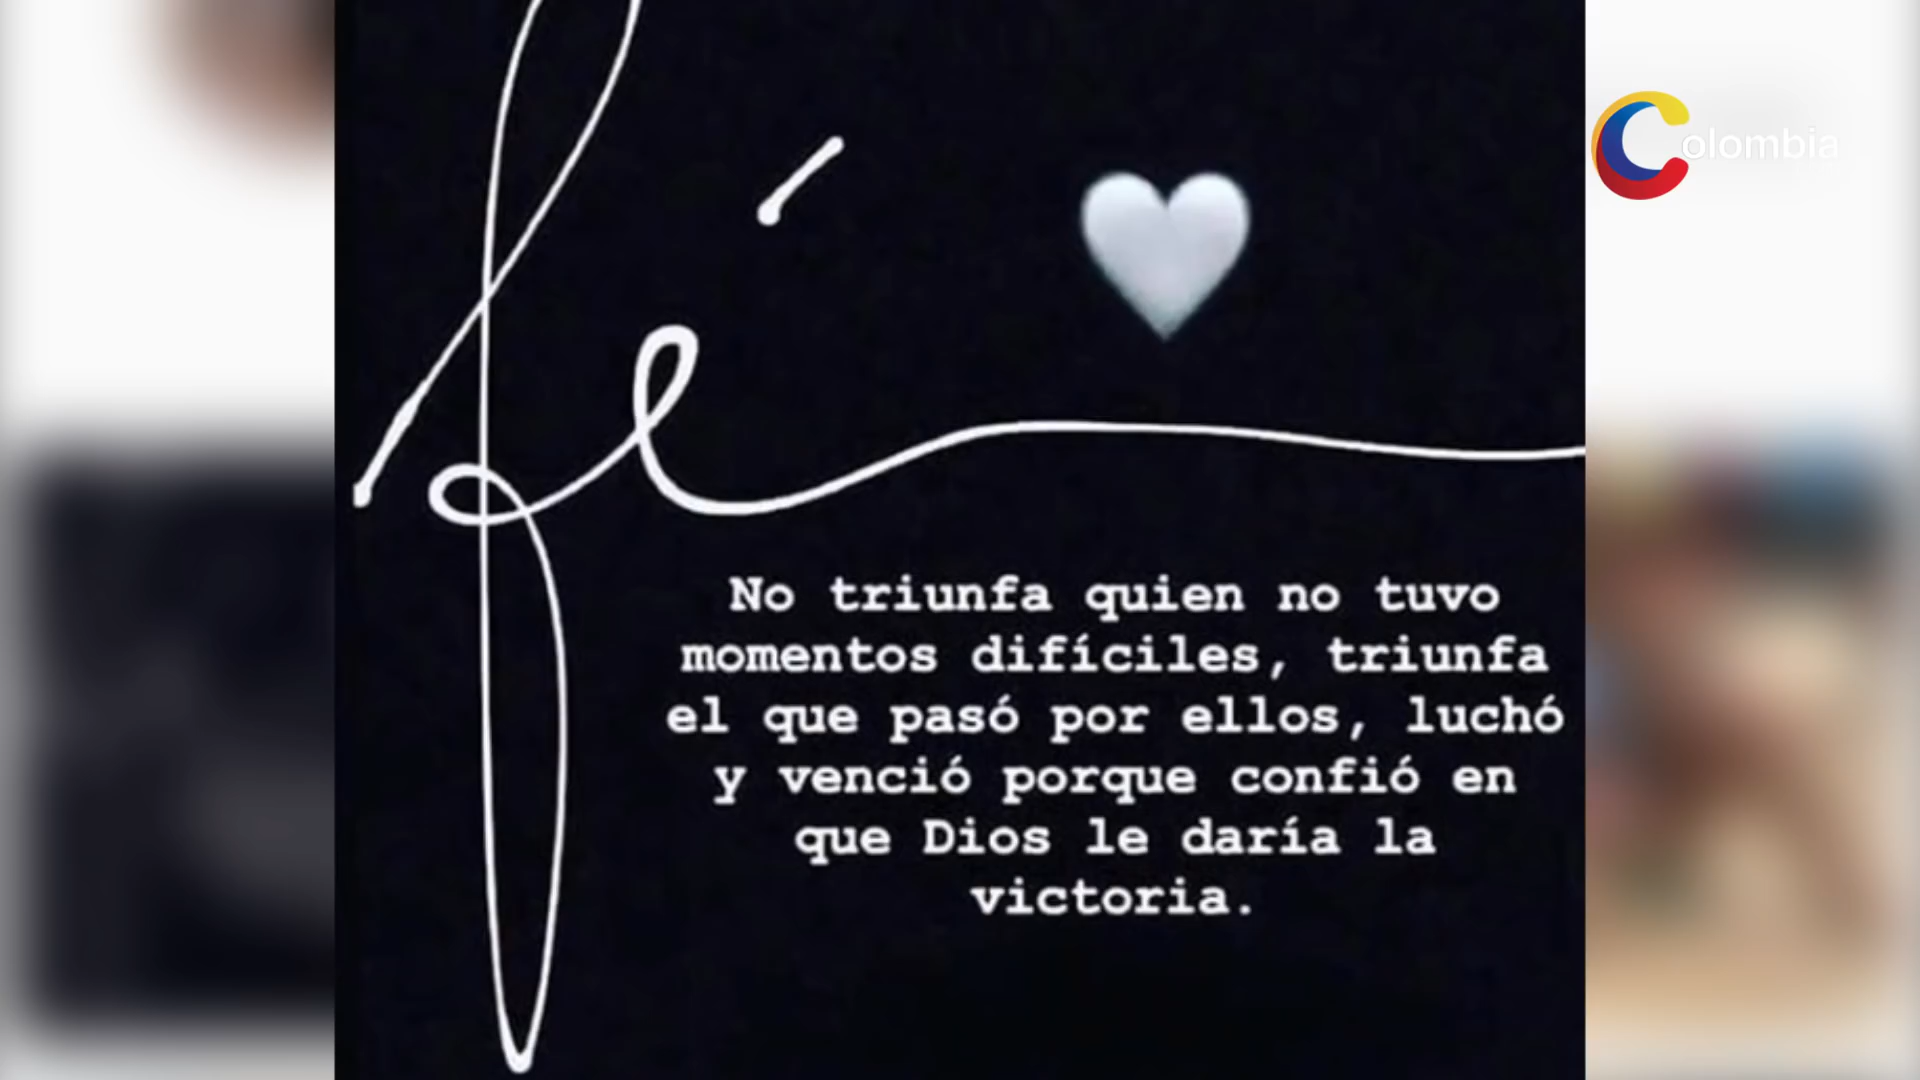 fé
Colombia
No triunfa quien no tuvo
momentos difíciles, triunfa
el que pasó por ellos, luchó
y venció porque confió en
que Dios le daría la
victoria.